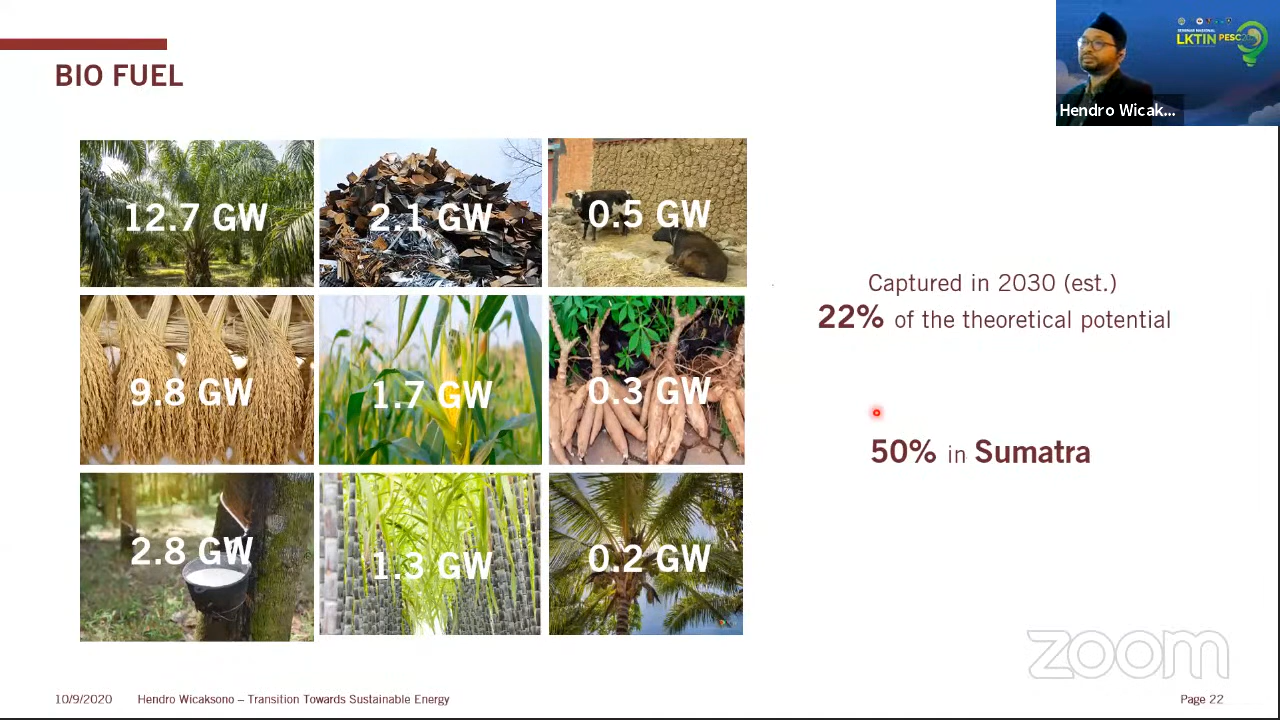 BIO FUEL
LKTIN PESC
Hendro Wicak...
12.7 GW
2.1 GW
0.5 GW
9.8 GW
1.7 GW
0.3 GW
2.8 GW
1.3 GW
0.2 GW
Captured in 2030 (est.)
22% of the theoretical potential
50% in Sumatra
zoom
10/9/2020 Hendro Wicaksono – Transition Towards Sustainable Energy Page 22